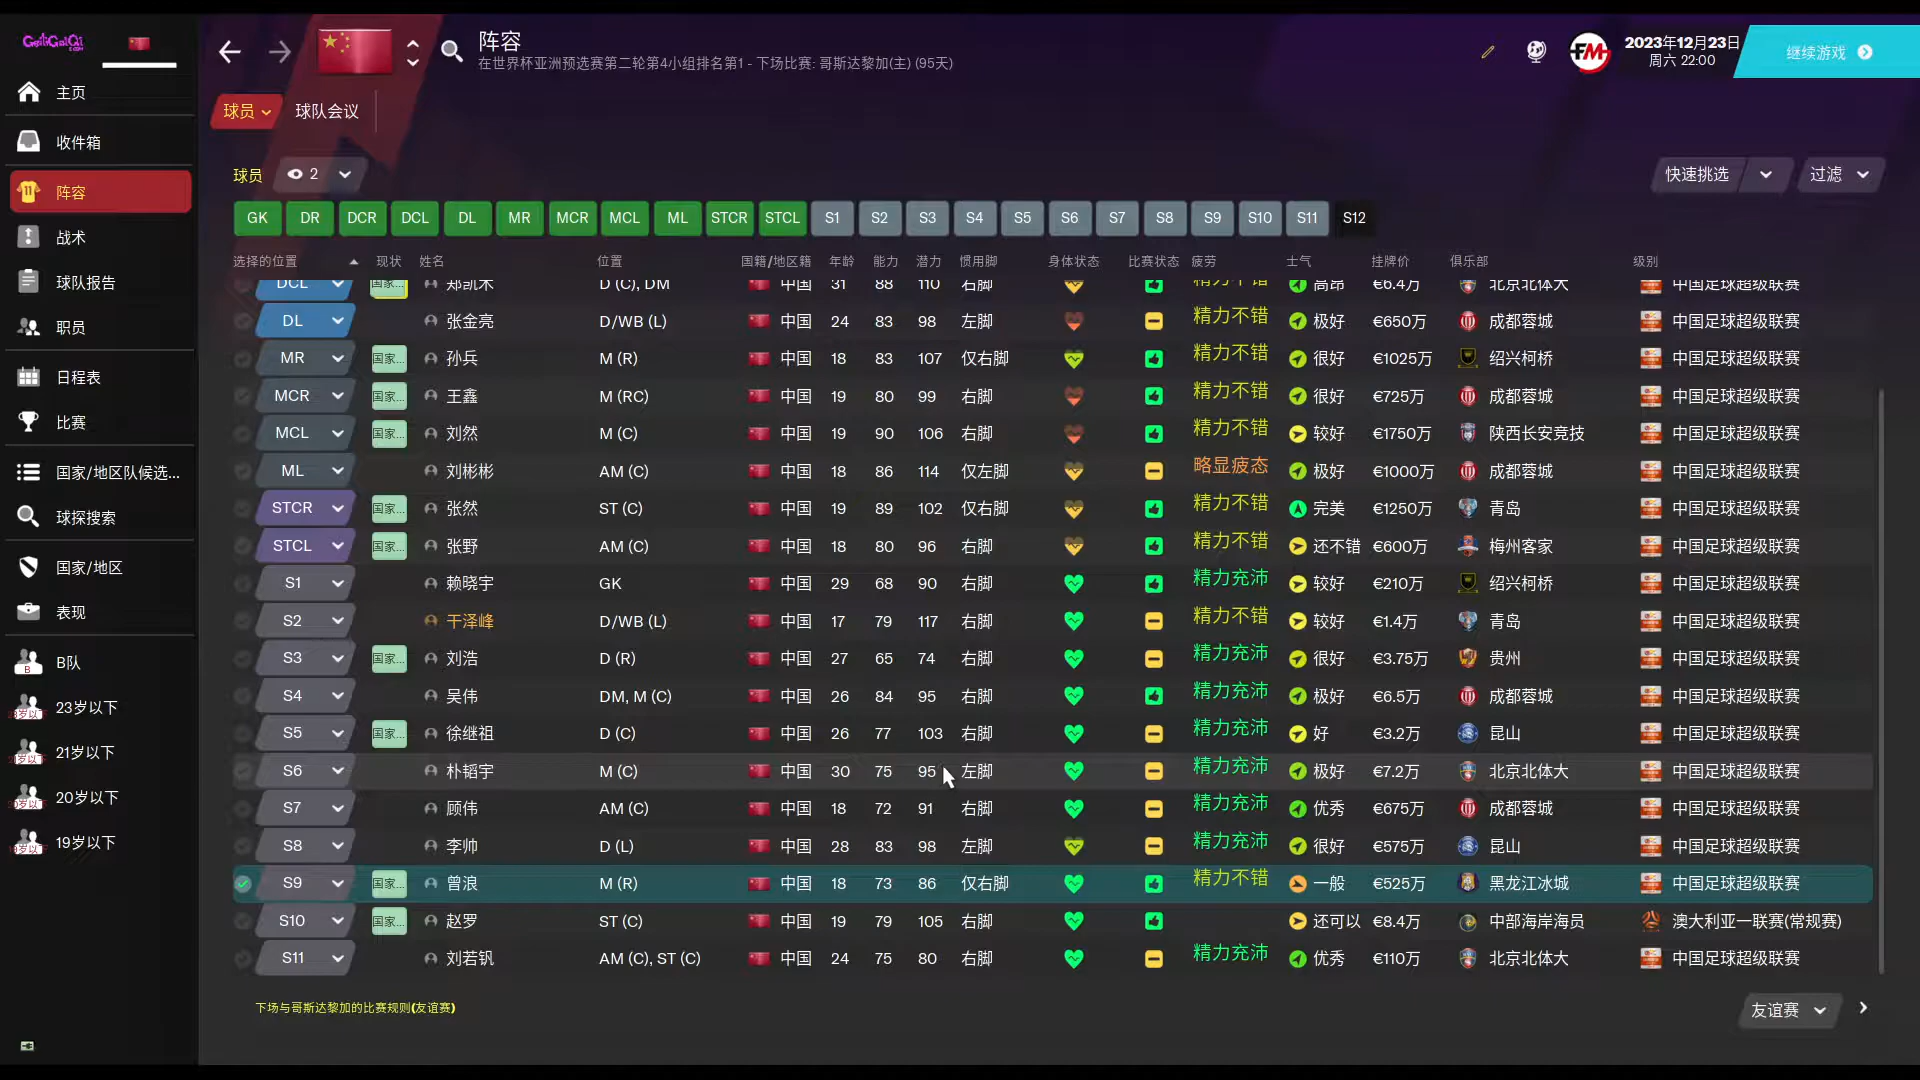 GeiliGeiQi
.com
阵容
在世界杯亚洲预选赛第二轮第4小组排名第1 - 下场比赛: 哥斯达黎加(主) (95天)
2023年12月23日
周六 22:00
继续游戏
FM
主页
收件箱
阵容
战术
球队报告
职员
日程表
比赛
国家/地区队候选...
球探搜索
国家/地区
表现
B队
23岁以下
21岁以下
20岁以下
19岁以下
球员 球队会议
球员 2 快速挑选 过滤
GK DR DCR DCL DL MR MCR MCL ML STCR STCL S1 S2 S3 S4 S5 S6 S7 S8 S9 S10 S11 S12
选择的位置 现状 姓名 位置 国籍/地区籍 年龄 能力 潜力 惯用脚 身体状态 比赛状态 疲劳 士气 挂牌价 俱乐部 级别
DCL 国家... 郑凯木 D (C), DM 中国 31 88 110 右脚 精力不错 高昂 €6.4万 北京北体大 中国足球超级联赛
DL 张金亮 D/WB (L) 中国 24 83 98 左脚 精力不错 极好 €650万 成都蓉城 中国足球超级联赛
MR 国家... 孙兵 M (R) 中国 18 83 107 仅右脚 精力不错 很好 €1025万 绍兴柯桥 中国足球超级联赛
MCR 国家... 王鑫 M (RC) 中国 19 80 99 右脚 精力不错 很好 €725万 成都蓉城 中国足球超级联赛
MCL 国家... 刘然 M (C) 中国 19 90 106 右脚 精力不错 较好 €1750万 陕西长安竞技 中国足球超级联赛
ML 刘彬彬 AM (C) 中国 18 86 114 仅左脚 略显疲态 极好 €1000万 成都蓉城 中国足球超级联赛
STCR 国家... 张然 ST (C) 中国 19 89 102 仅右脚 精力不错 完美 €1250万 青岛 中国足球超级联赛
STCL 国家... 张野 AM (C) 中国 18 80 96 右脚 精力不错 还不错 €600万 梅州客家 中国足球超级联赛
S1 赖晓宇 GK 中国 29 68 90 右脚 精力充沛 较好 €210万 绍兴柯桥 中国足球超级联赛
S2 干泽峰 D/WB (L) 中国 17 79 117 右脚 精力不错 较好 €1.4万 青岛 中国足球超级联赛
S3 国家... 刘浩 D (R) 中国 27 65 74 右脚 精力充沛 很好 €3.75万 贵州 中国足球超级联赛
S4 吴伟 DM, M (C) 中国 26 84 95 右脚 精力充沛 极好 €6.5万 成都蓉城 中国足球超级联赛
S5 国家... 徐继祖 D (C) 中国 26 77 103 右脚 精力充沛 好 €3.2万 昆山 中国足球超级联赛
S6 朴韬宇 M (C) 中国 30 75 95 左脚 精力充沛 极好 €7.2万 北京北体大 中国足球超级联赛
S7 顾伟 AM (C) 中国 18 72 91 右脚 精力充沛 优秀 €675万 成都蓉城 中国足球超级联赛
S8 李帅 D (L) 中国 28 83 98 左脚 精力充沛 很好 €575万 昆山 中国足球超级联赛
S9 国家... 曾浪 M (R) 中国 18 73 86 仅右脚 精力不错 一般 €525万 黑龙江冰城 中国足球超级联赛
S10 国家... 赵罗 ST (C) 中国 19 79 105 右脚 还可以 €8.4万 中部海岸海员 澳大利亚一联赛(常规赛)
S11 刘若钒 AM (C), ST (C) 中国 24 75 80 右脚 精力充沛 优秀 €110万 北京北体大 中国足球超级联赛
下场与哥斯达黎加的比赛规则(友谊赛)
友谊赛